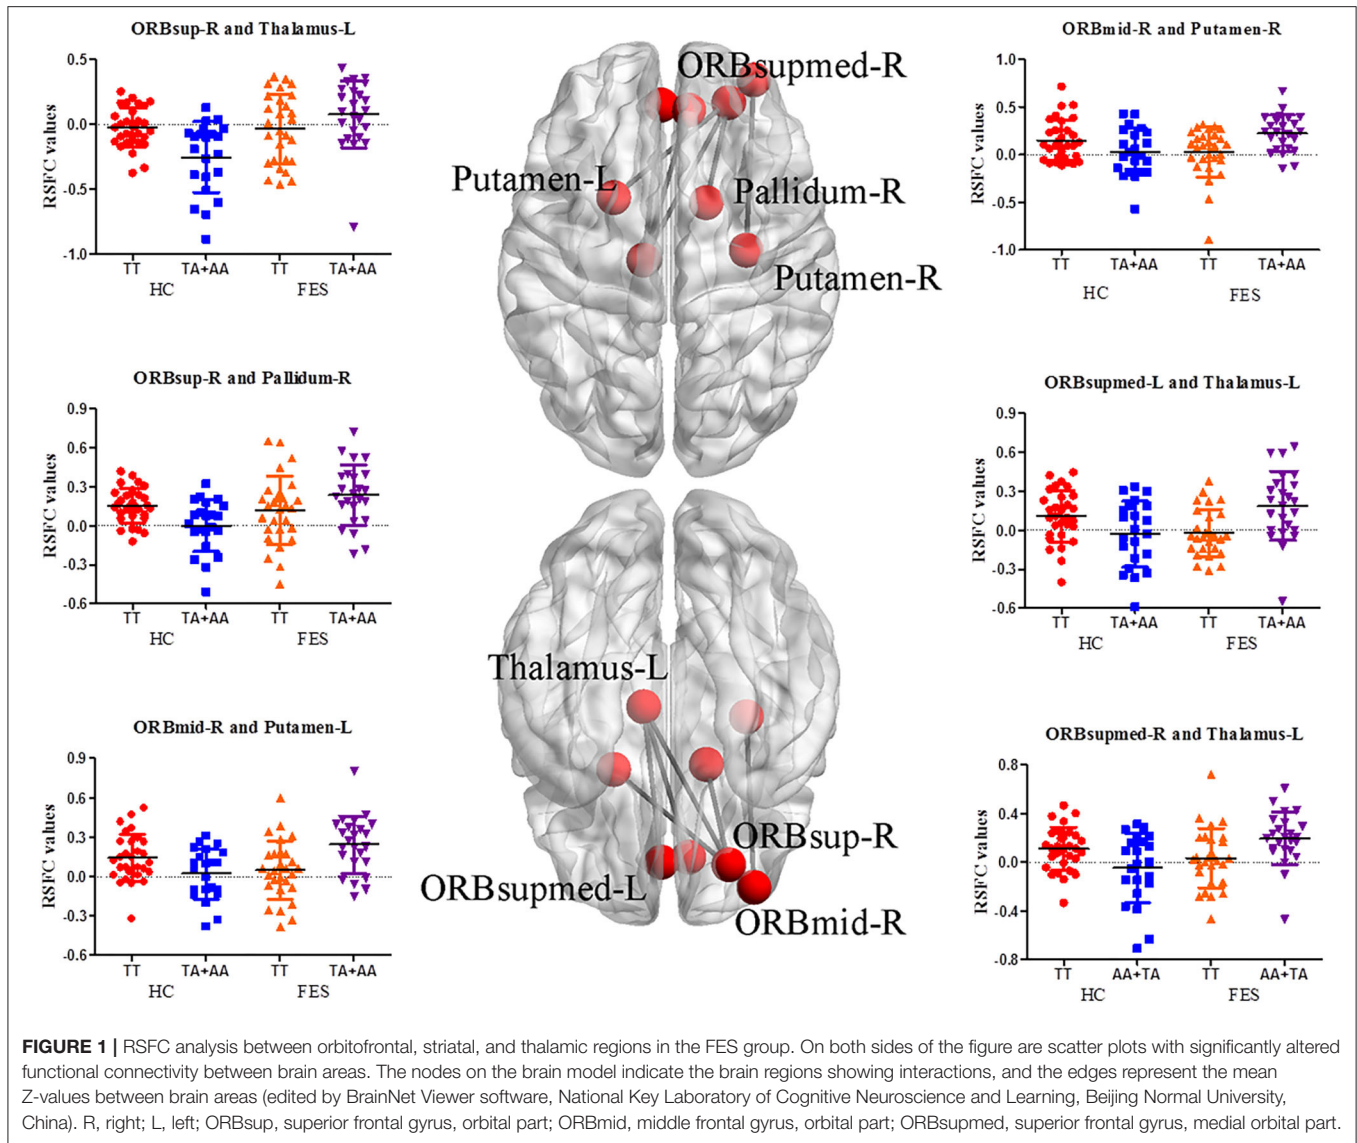 ORBsup-R and Thalamus-L
RSFC values
0.5
0.0
-0.5
-1.0
TT
TA+AA
TT
TA+AA
HC
FES
ORBsup-R and Pallidum-R
RSFC values
0.9
0.6
0.3
0.0
-0.3
-0.6
TT
TA+AA
TT
TA+AA
HC
FES
ORBmid-R and Putamen-L
RSFC values
0.9
0.6
0.3
0.0
-0.3
-0.6
TT
TA+AA
TT
TA+AA
HC
FES
ORBsupmed-R
Putamen-L
Pallidum-R
Putamen-R
Thalamus-L
ORBsup-R
ORBsupmed-L
ORBmid-R
ORBmid-R and Putamen-R
RSFC values
1.0
0.5
0.0
-0.5
-1.0
TT
TA+AA
TT
TA+AA
HC
FES
ORBsupmed-L and Thalamus-L
RSFC values
0.9
0.6
0.3
0.0
-0.3
-0.6
TT
TA+AA
TT
TA+AA
HC
FES
ORBsupmed-R and Thalamus-L
RSFC values
0.8
0.4
0.0
-0.4
-0.8
TT
AA+TA
TT
AA+TA
HC
FES
FIGURE 1 | RSFC analysis between orbitofrontal, striatal, and thalamic regions in the FES group. On both sides of the figure are scatter plots with significantly altered
functional connectivity between brain areas. The nodes on the brain model indicate the brain regions showing interactions, and the edges represent the mean
Z-values between brain areas (edited by BrainNet Viewer software, National Key Laboratory of Cognitive Neuroscience and Learning, Beijing Normal University,
China). R, right; L, left; ORBsup, superior frontal gyrus, orbital part; ORBmid, middle frontal gyrus, orbital part; ORBsupmed, superior frontal gyrus, medial orbital part.